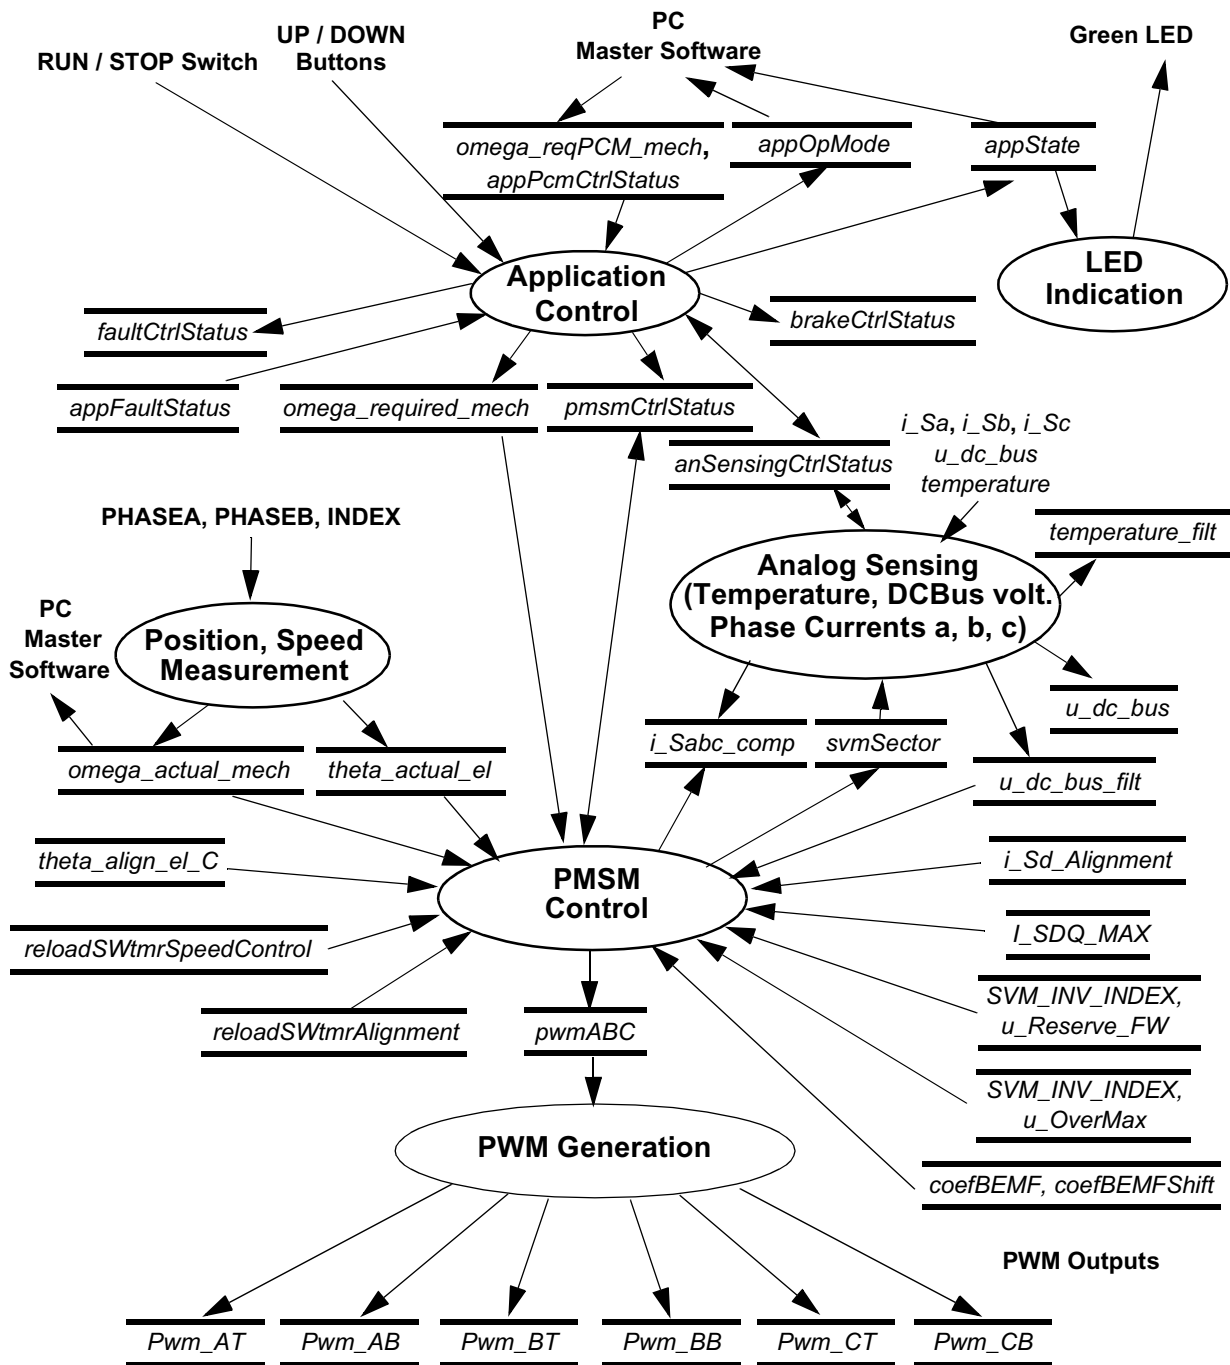 RUN / STOP Switch
UP / DOWN
Buttons
PC
Master Software
Green LED
omega_reqPCM_mech,
appPcmCtrlStatus
appOpMode
appState
Application
Control
LED
Indication
faultCtrlStatus
brakeCtrlStatus
appFaultStatus
omega_required_mech
pmsmCtrlStatus
anSensingCtrlStatus
i_Sa, i_Sb, i_Sc
u_dc_bus
temperature
PHASEA, PHASEB, INDEX
temperature_filt
Analog Sensing
(Temperature, DCBus volt.
Phase Currents a, b, c)
PC
Master
Software
Position, Speed
Measurement
u_dc_bus
omega_actual_mech
theta_actual_el
i_Sabc_comp
svmSector
u_dc_bus_filt
theta_align_el_C
PMSM
Control
i_Sd_Alignment
reloadSWtmrSpeedControl
I_SDQ_MAX
reloadSWtmrAlignment
pwmABC
SVM_INV_INDEX,
u_Reserve_FW
SVM_INV_INDEX,
u_OverMax
PWM Generation
coefBEMF, coefBEMFShift
PWM Outputs
Pwm_AT
Pwm_AB
Pwm_BT
Pwm_BB
Pwm_CT
Pwm_CB